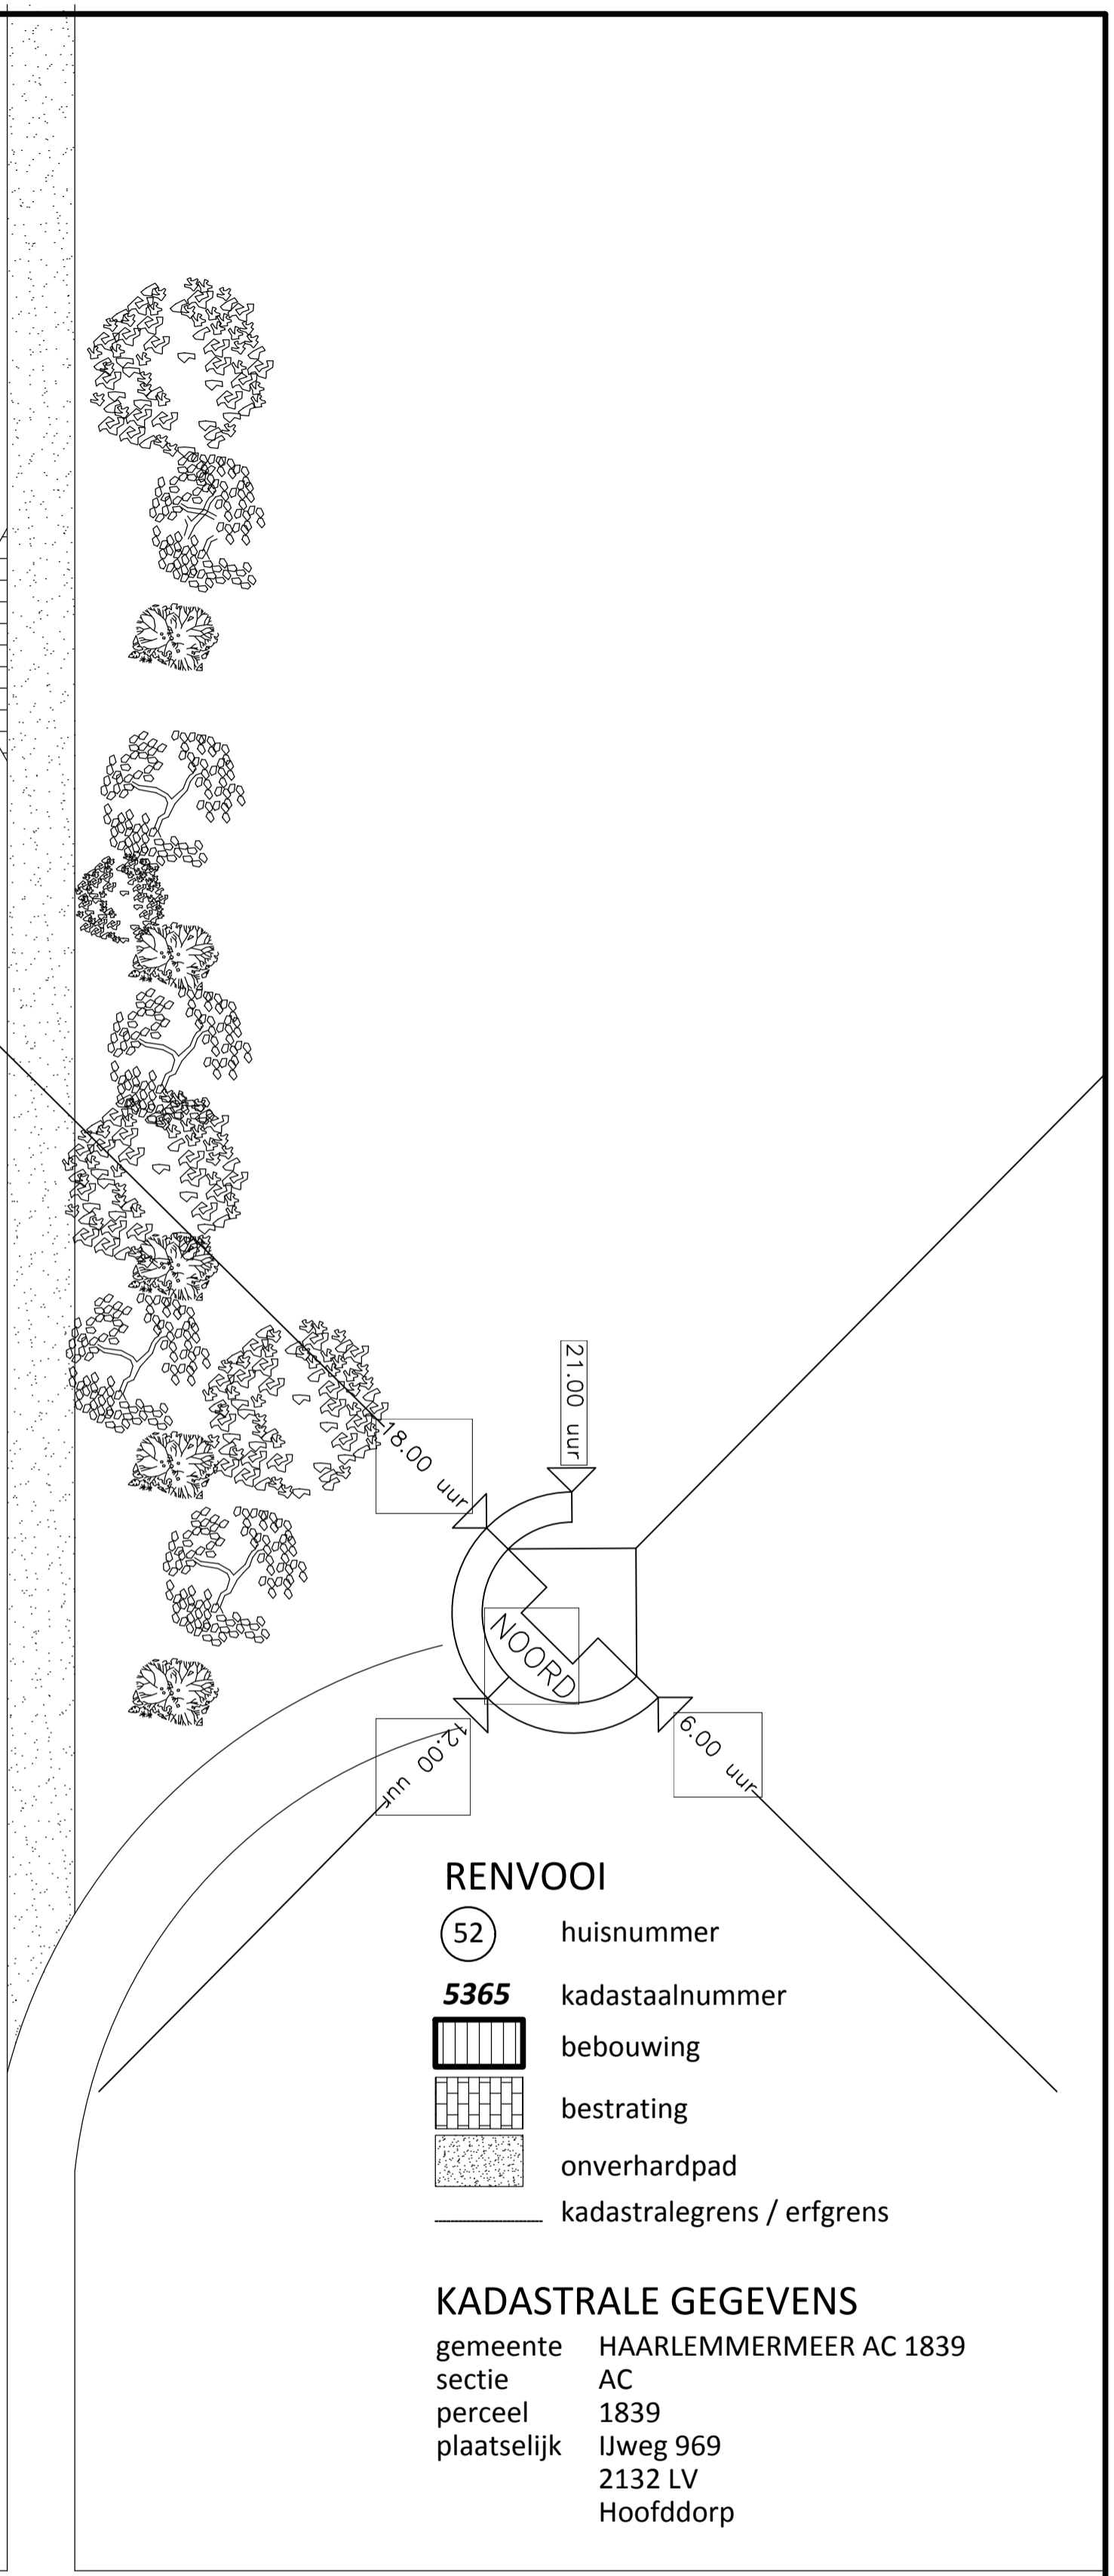 21.00 uur
18.00 uur
NOORD
12.00 uur
6.00 uur
RENVOOI
52 huisnummer
5365 kadastaalnummer
bebouwing
bestrating
onverhardpad
kadastralegrens / erfgrens
KADASTRALE GEGEVENS
gemeente HAARLEMMERMEER AC 1839
sectie AC
perceel 1839
plaatselijk IJweg 969
2132 LV
Hoofddorp